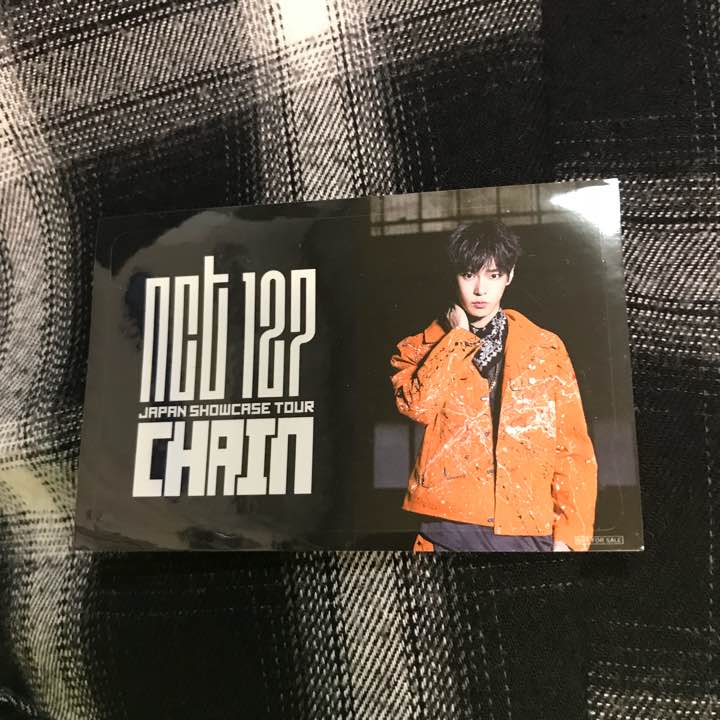 nct 127
JAPAN SHOWCASE TOUR
CHAIN
NOT FOR SALE